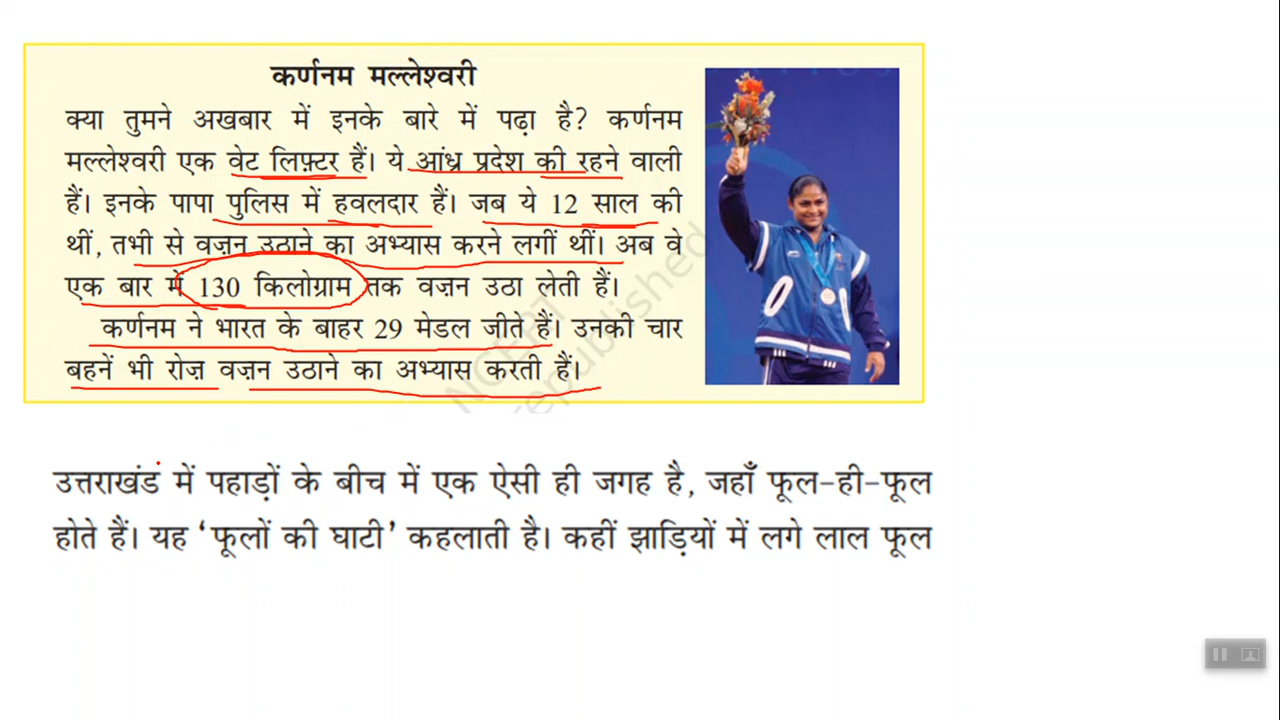 कर्णनम मल्लेश्वरी
क्या तुमने अखबार में इनके बारे में पढ़ा है? कर्णनम
मल्लेश्वरी एक वेट लिफ़्टर हैं। ये आंध्र प्रदेश की रहने वाली
हैं। इनके पापा पुलिस में हवलदार हैं। जब ये 12 साल की
थीं, तभी से वज़न उठाने का अभ्यास करने लगीं थीं। अब वे
एक बार में 130 किलोग्राम तक वज़न उठा लेती हैं।
कर्णनम ने भारत के बाहर 29 मेडल जीते हैं। उनकी चार
बहनें भी रोज़ वज़न उठाने का अभ्यास करती हैं।
उत्तराखंड में पहाड़ों के बीच में एक ऐसी ही जगह है, जहाँ फूल-ही-फूल
होते हैं। यह ‘फूलों की घाटी’ कहलाती है। कहीं झाड़ियों में लगे लाल फूल